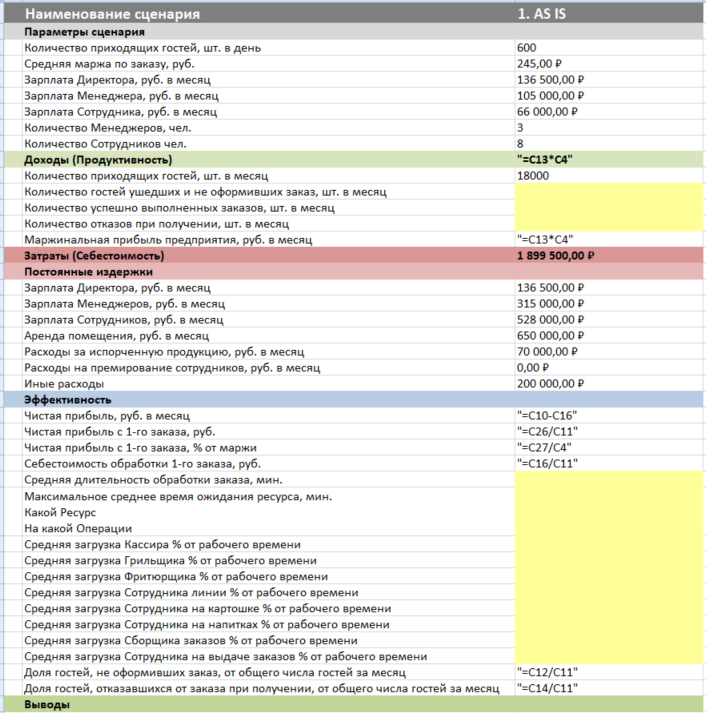 Наименование сценария 1. AS IS
Параметры сценария
Количество приходящих гостей, шт. в день 600
Средняя маржа по заказу, руб. 245,00 ₽
Зарплата Директора, руб. в месяц 136 500,00 ₽
Зарплата Менеджера, руб. в месяц 105 000,00 ₽
Зарплата Сотрудника, руб. в месяц 66 000,00 ₽
Количество Менеджеров, чел. 3
Количество Сотрудников чел. 8
Доходы (Продуктивность) "=C13*C4"
Количество приходящих гостей, шт. в месяц 18000
Количество гостей ушедших и не оформивших заказ, шт. в месяц
Количество успешно выполненных заказов, шт. в месяц
Количество отказов при получении, шт. в месяц
Маржинальная прибыль предприятия, руб. в месяц "=C13*C4"
Затраты (Себестоимость) 1 899 500,00 ₽
Постоянные издержки
Зарплата Директора, руб. в месяц 136 500,00 ₽
Зарплата Менеджеров, руб. в месяц 315 000,00 ₽
Зарплата Сотрудников, руб. в месяц 528 000,00 ₽
Аренда помещения, руб. в месяц 650 000,00 ₽
Расходы за испорченную продукцию, руб. в месяц 70 000,00 ₽
Расходы на премирование сотрудников, руб. в месяц 0,00 ₽
Иные расходы 200 000,00 ₽
Эффективность
Чистая прибыль, руб. в месяц "=C10-C16"
Чистая прибыль с 1-го заказа, руб. "=C26/C11"
Чистая прибыль с 1-го заказа, % от маржи "=C27/C4"
Себестоимость обработки 1-го заказа, руб. "=C16/C11"
Средняя длительность обработки заказа, мин.
Максимальное среднее время ожидания ресурса, мин.
Какой Ресурс
На какой Операции
Средняя загрузка Кассира % от рабочего времени
Средняя загрузка Грильщика % от рабочего времени
Средняя загрузка Фритюрщика % от рабочего времени
Средняя загрузка Сотрудника линии % от рабочего времени
Средняя загрузка Сотрудника на картошке % от рабочего времени
Средняя загрузка Сотрудника на напитках % от рабочего времени
Средняя загрузка Сборщика заказов % от рабочего времени
Средняя загрузка Сотрудника на выдаче заказов % от рабочего времени
Доля гостей, не оформивших заказ, от общего числа гостей за месяц "=C12/C11"
Доля гостей, отказавшихся от заказа при получении, от общего числа гостей за месяц "=C14/C11"
Выводы